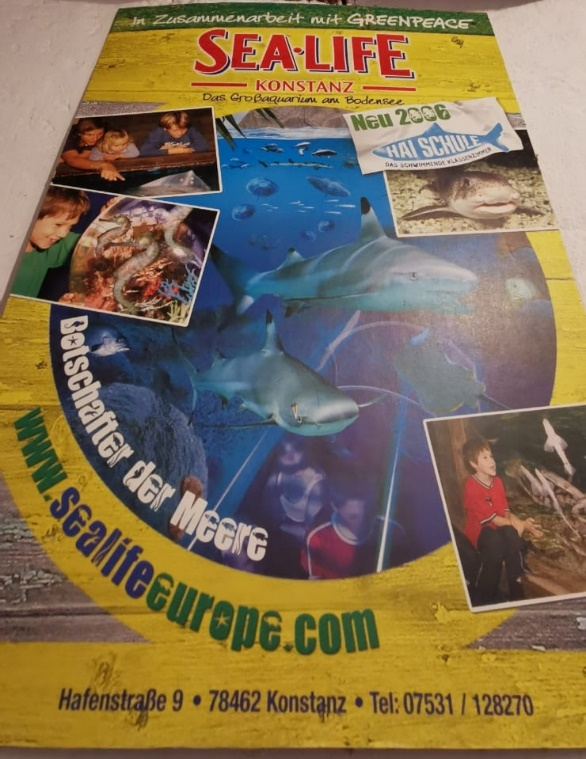 In Zusammenarbeit mit GREENPEACE
SEA•LIFE
KONSTANZ
Das Großaquarium am Bodensee
Neu 2006
HAI SCHULE
DAS SCHWIMMENDE KLASSENZIMMER
Botschafter der Meere
www.sealifeeurope.com
Hafenstraße 9 • 78462 Konstanz • Tel: 07531 / 128270